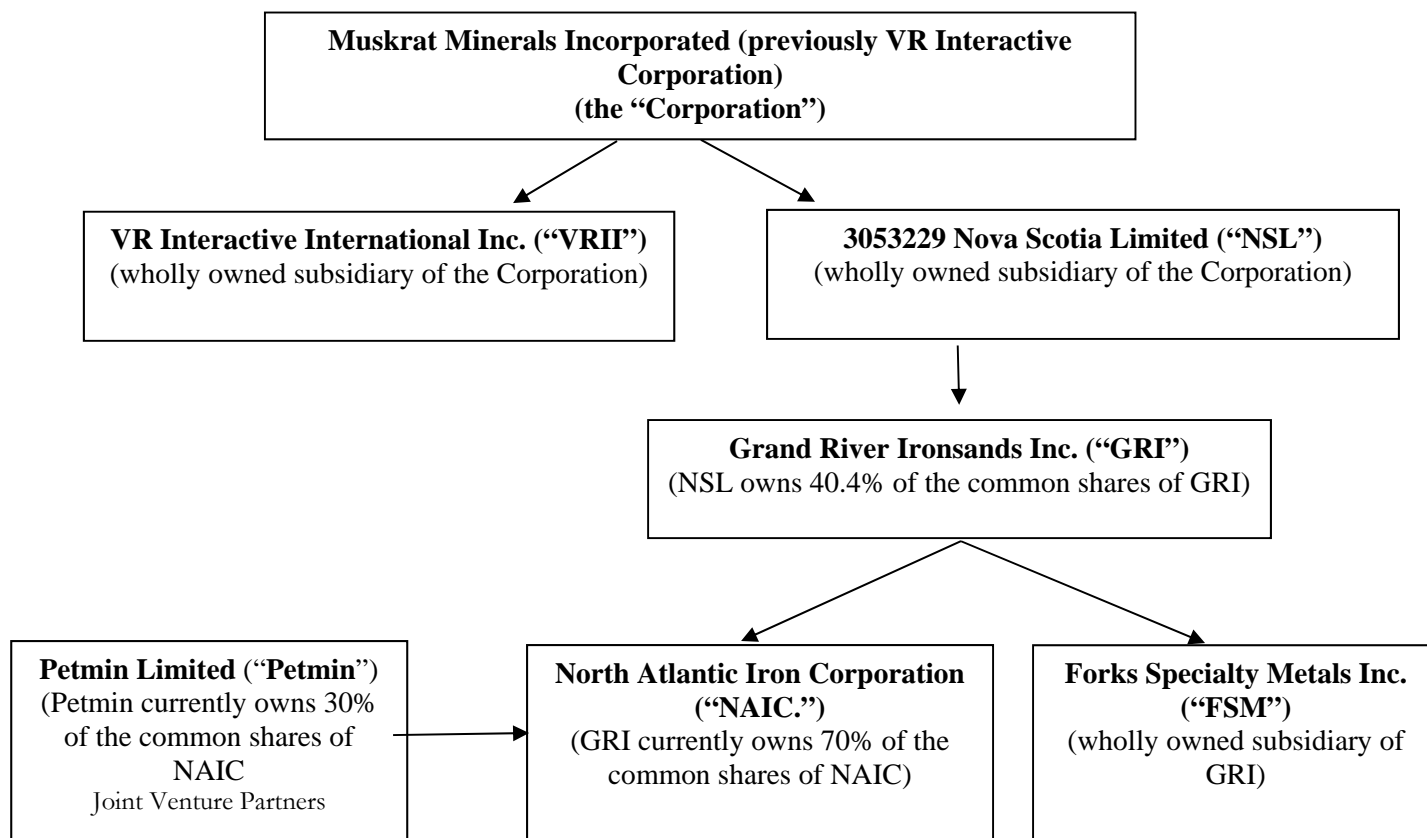 Muskrat Minerals Incorporated (previously VR Interactive
Corporation)
(the “Corporation”)
VR Interactive International Inc. (“VRII”)
(wholly owned subsidiary of the Corporation)
3053229 Nova Scotia Limited (“NSL”)
(wholly owned subsidiary of the Corporation)
Grand River Ironsands Inc. (“GRI”)
(NSL owns 40.4% of the common shares of GRI)
Petmin Limited (“Petmin”)
(Petmin currently owns 30%
of the common shares of
NAIC
Joint Venture Partners
North Atlantic Iron Corporation
(“NAIC.”)
(GRI currently owns 70% of the
common shares of NAIC)
Forks Specialty Metals Inc.
(“FSM”)
(wholly owned subsidiary of
GRI)